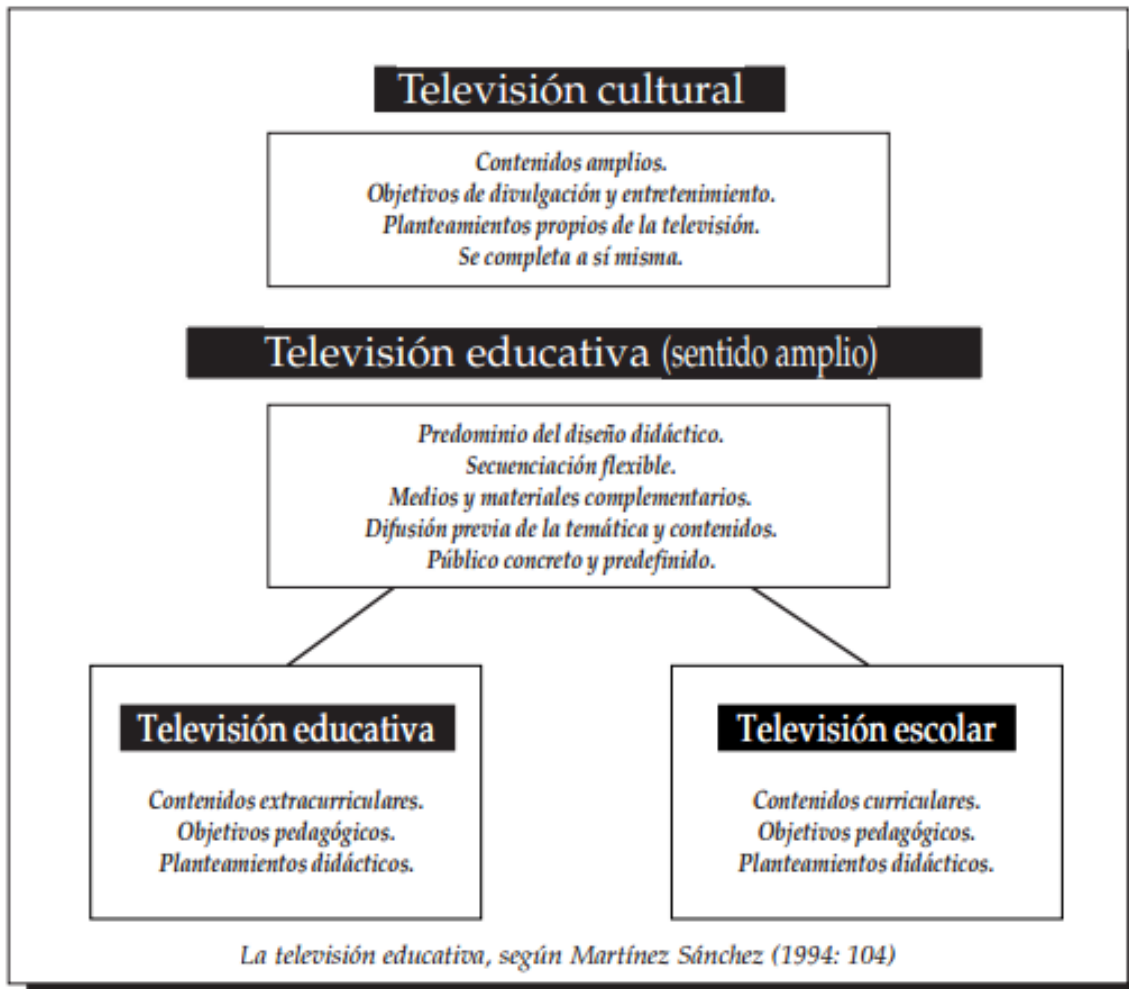 Televisión cultural
Contenidos amplios.
Objetivos de divulgación y entretenimiento.
Planteamientos propios de la televisión.
Se completa a sí misma.
Televisión educativa (sentido amplio)
Predominio del diseño didáctico.
Secuenciación flexible.
Medios y materiales complementarios.
Difusión previa de la temática y contenidos.
Público concreto y predefinido.
Televisión educativa
Contenidos extracurriculares.
Objetivos pedagógicos.
Planteamientos didácticos.
Televisión escolar
Contenidos curriculares.
Objetivos pedagógicos.
Planteamientos didácticos.
La televisión educativa, según Martínez Sánchez (1994: 104)